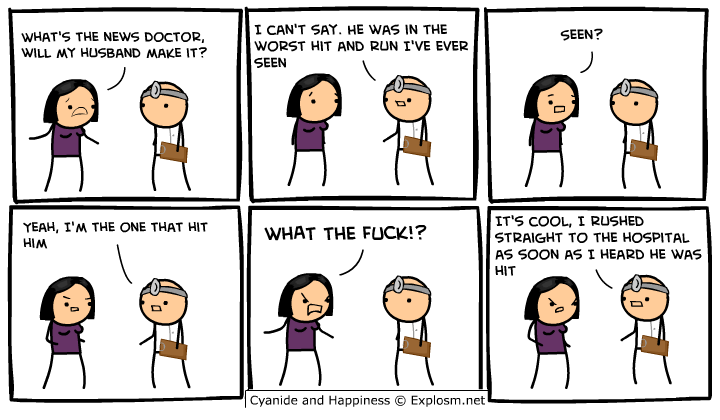 WHAT'S THE NEWS DOCTOR,
WILL MY HUSBAND MAKE IT?
I CAN'T SAY. HE WAS IN THE
WORST HIT AND RUN I'VE EVER
SEEN
SEEN?
YEAH, I'M THE ONE THAT HIT
HIM
WHAT THE FUCK!?
IT'S COOL, I RUSHED
STRAIGHT TO THE HOSPITAL
AS SOON AS I HEARD HE WAS
HIT
Cyanide and Happiness © Explosm.net